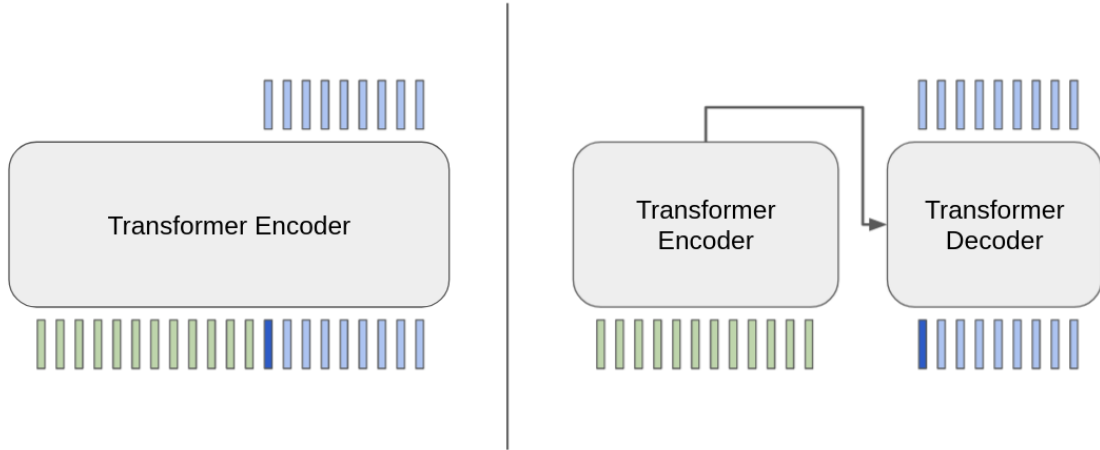 Transformer Encoder
Transformer
Encoder
Transformer
Decoder